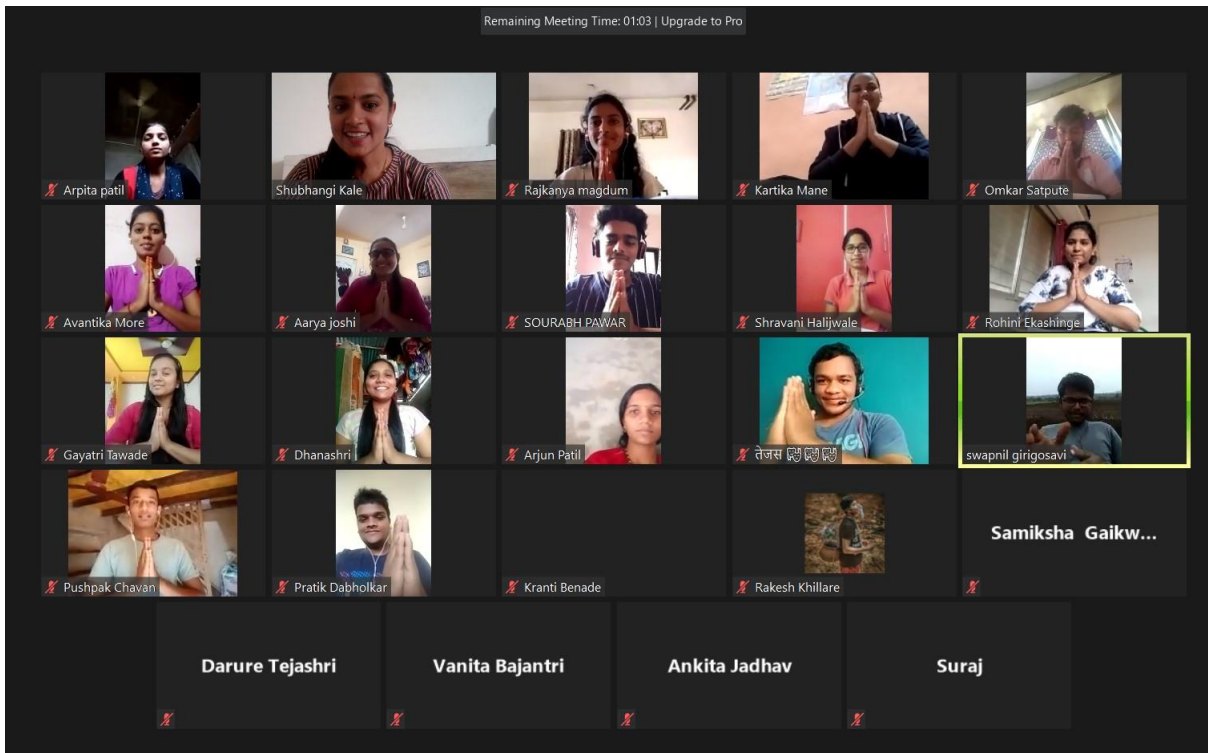 Remaining Meeting Time: 01:03 | Upgrade to Pro
Arpita patil
Shubhangi Kale
Rajkanya magdum
Kartika Mane
Omkar Satpute
Avantika More
Aarya joshi
SOURABH PAWAR
Shravani Halijwale
Rohini Ekashinge
Gayatri Tawade
Dhanashri
Arjun Patil
तेजस
swapnil girigosavi
Pushpak Chavan
Pratik Dabholkar
Kranti Benade
Rakesh Khillare
Samiksha Gaikw...
Darure Tejashri
Vanita Bajantri
Ankita Jadhav
Suraj